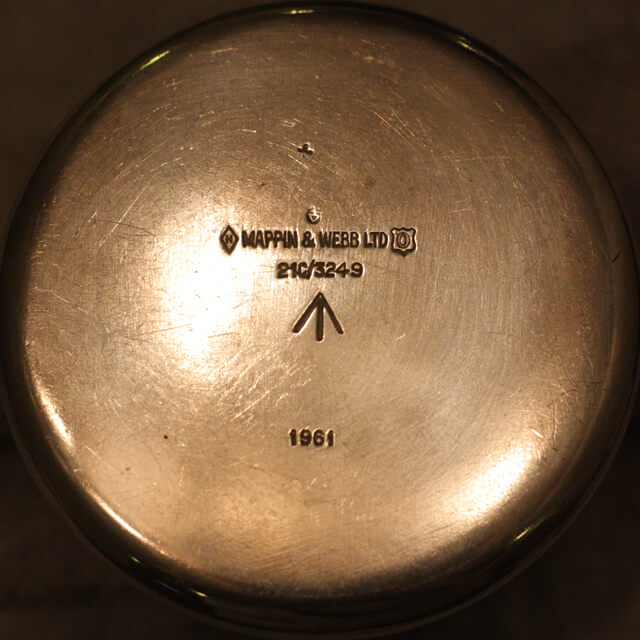 M MAPPIN & WEBB LTD O
21C/3249
1961